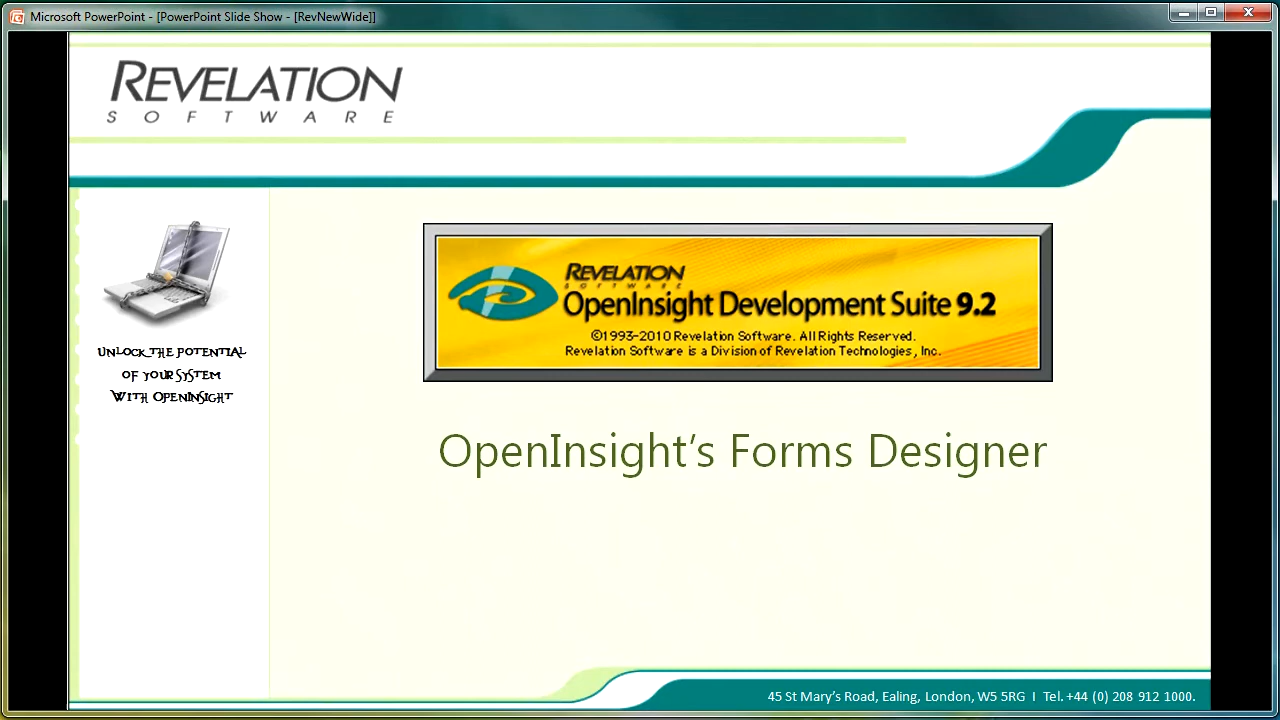 Microsoft PowerPoint - [PowerPoint Slide Show - [RevNewWide]]
REVELATION
SOFTWARE
UNLOCK THE POTENTIAL
OF YOUR SYSTEM
WITH OPENINSIGHT
REVELATION
SOFTWARE
OpenInsight Development Suite 9.2
©1993-2010 Revelation Software. All Rights Reserved.
Revelation Software is a Division of Revelation Technologies, Inc.
OpenInsight's Forms Designer
45 St Mary's Road, Ealing, London, W5 5RG I Tel. +44 (0) 208 912 1000.